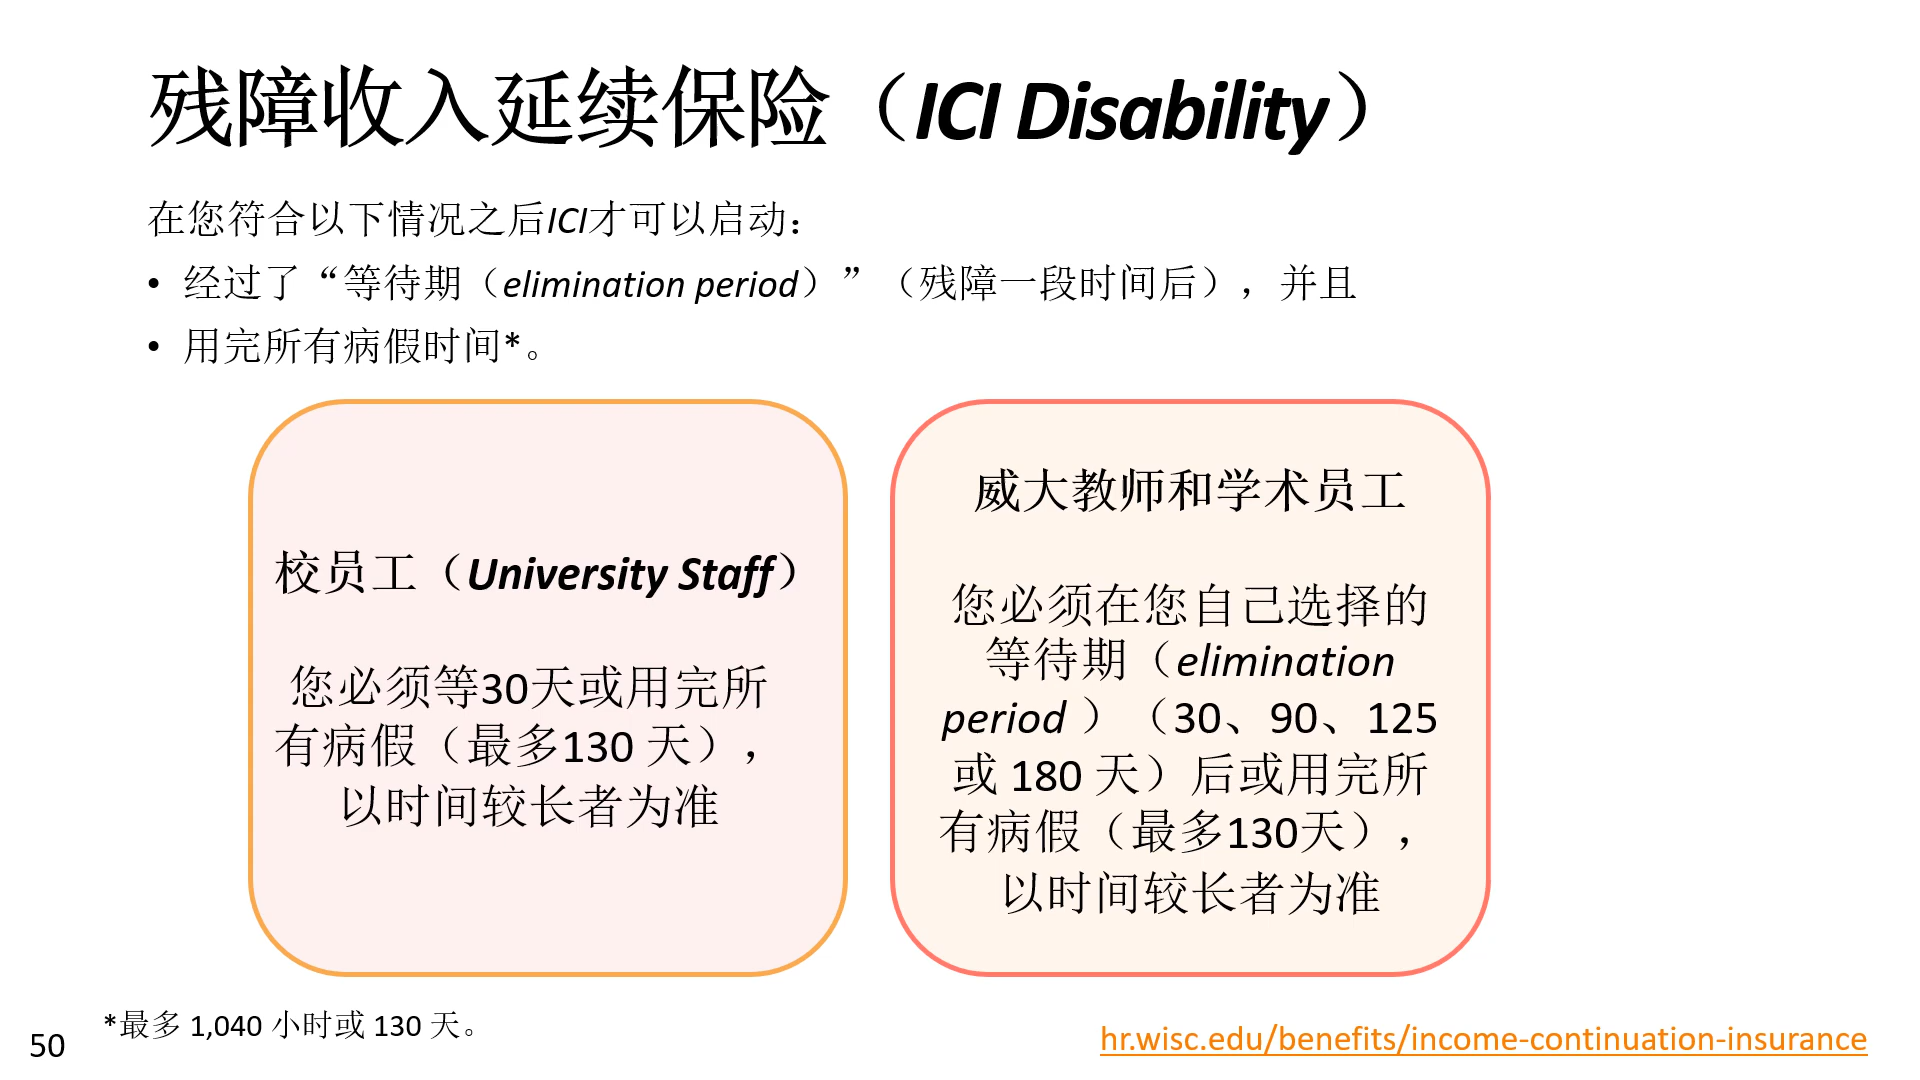 残障收入延续保险（ICI Disability）
在您符合以下情况之后ICI才可以启动：
• 经过了“等待期（elimination period）”（残障一段时间后），并且
• 用完所有病假时间*。
校员工（University Staff）
您必须等30天或用完所
有病假（最多130 天），
以时间较长者为准
威大教师和学术员工
您必须在您自己选择的
等待期（elimination
period ）（30、90、125
或 180 天）后或用完所
有病假（最多130天），
以时间较长者为准
*最多 1,040 小时或 130 天。
50
hr.wisc.edu/benefits/income-continuation-insurance